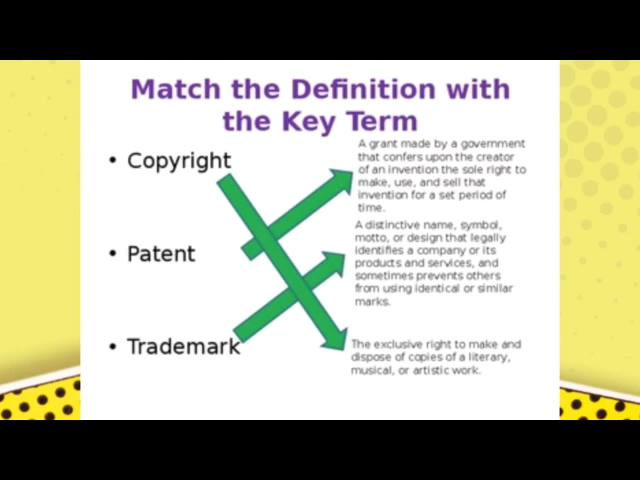 Match the Definition with
the Key Term
• Copyright
• Patent
• Trademark
A grant made by a government
that confers upon the creator
of an invention the sole right to
make, use, and sell that
invention for a set period of
time.
A distinctive name, symbol,
motto, or design that legally
identifies a company or its
products and services, and
sometimes prevents others
from using identical or similar
marks.
The exclusive right to make and
dispose of copies of a literary,
musical, or artistic work.